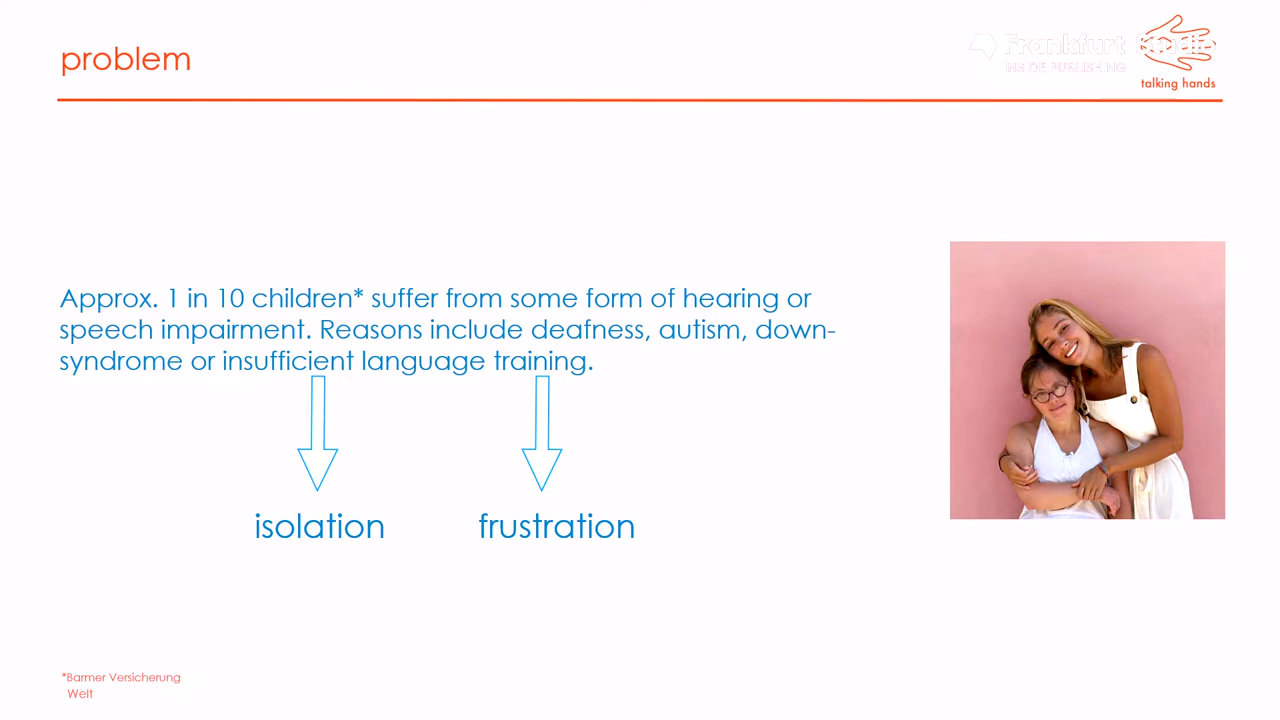 problem
Frankfurt Studio
INSIDE PUBLISHING
talking hands
Approx. 1 in 10 children* suffer from some form of hearing or
speech impairment. Reasons include deafness, autism, down-
syndrome or insufficient language training.
isolation
frustration
*Barmer Versicherung
Welt